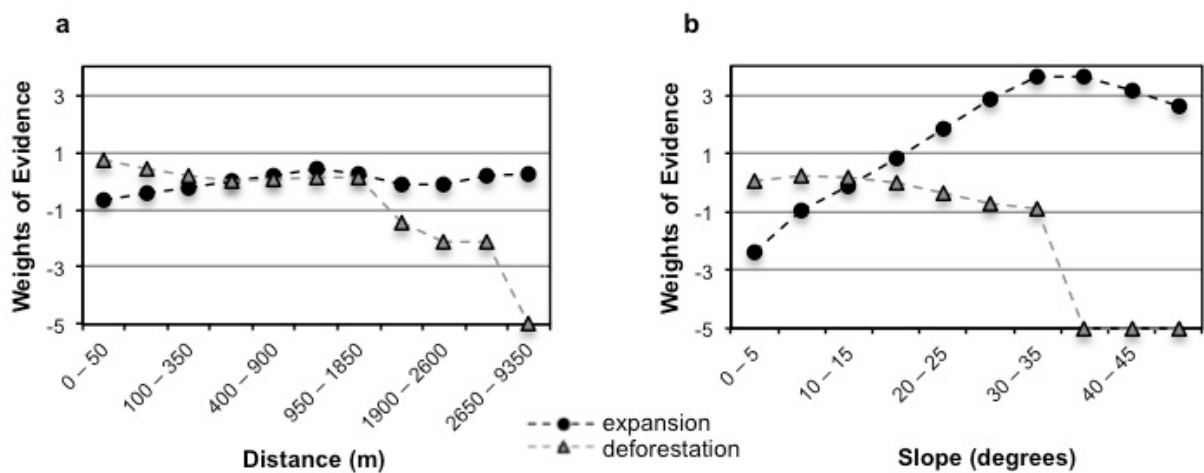 a
Weights of Evidence
3
1
-1
-3
-5
0 – 50
100 – 350
400 – 900
950 – 1850
1900 – 2600
2650 – 9350
Distance (m)
b
Weights of Evidence
3
1
-1
-3
-5
0 – 5
10 – 15
20 – 25
30 – 35
40 – 45
Slope (degrees)
expansion
deforestation